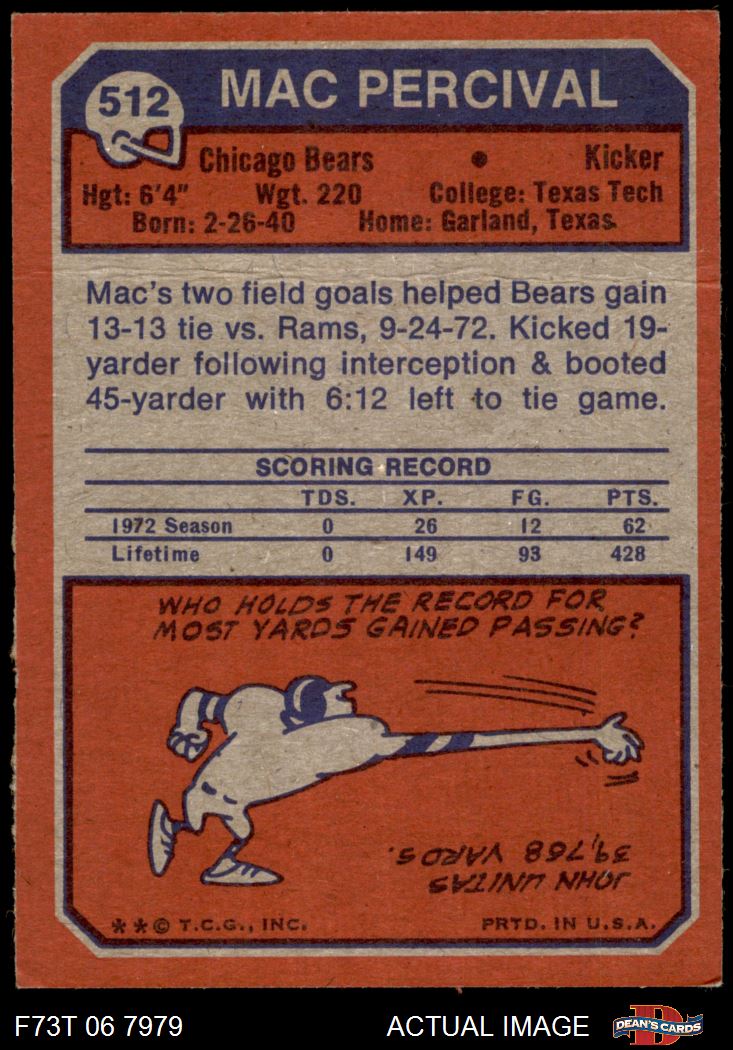 512
MAC PERCIVAL
Chicago Bears • Kicker
Hgt: 6'4" Wgt. 220 College: Texas Tech
Born: 2-26-40 Home: Garland, Texas
Mac's two field goals helped Bears gain
13-13 tie vs. Rams, 9-24-72. Kicked 19-
yarder following interception & booted
45-yarder with 6:12 left to tie game.
SCORING RECORD
TDS. XP. FG. PTS.
1972 Season 0 26 12 62
Lifetime 0 149 93 428
WHO HOLDS THE RECORD FOR
MOST YARDS GAINED PASSING?
JOHN UNITAS
39,768 YARDS.
**© T.C.G., INC. PRTD. IN U.S.A.
F73T 06 7979 ACTUAL IMAGE
D
DEAN'S CARDS